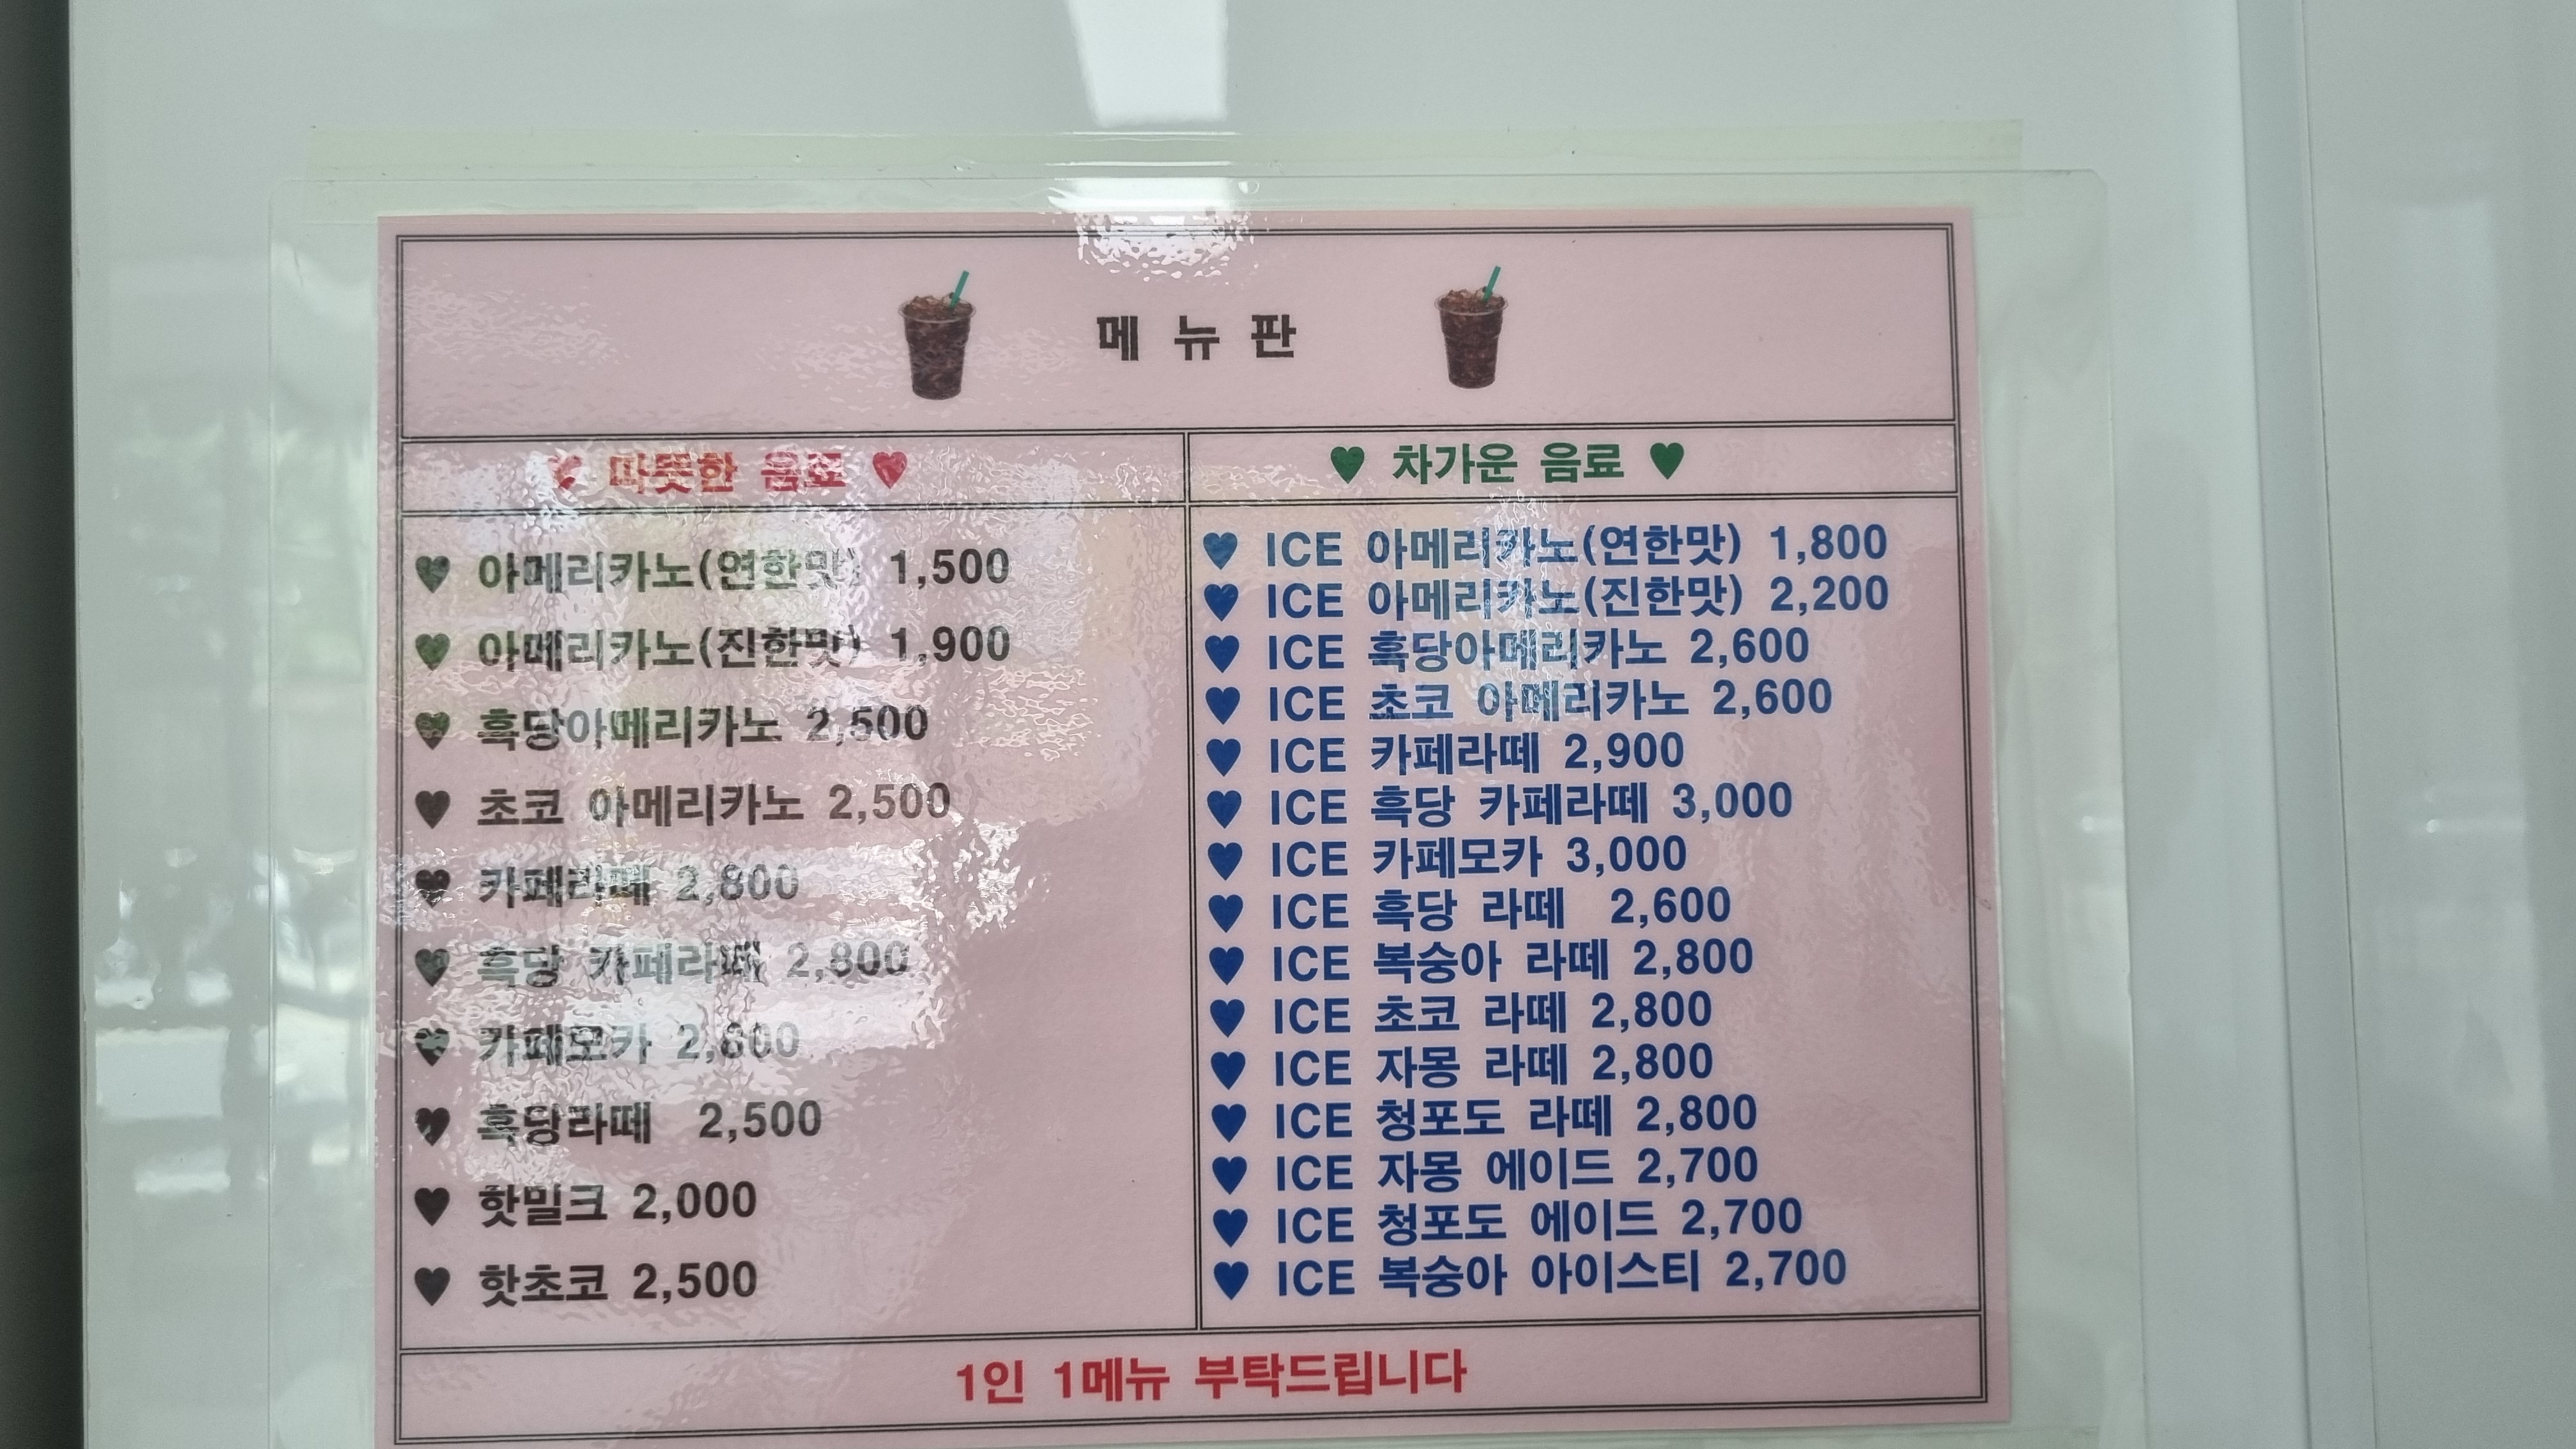 메 뉴 판
♥ 따뜻한 음료 ♥
♥ 아메리카노(연한맛) 1,500
♥ 아메리카노(진한맛) 1,900
♥ 흑당아메리카노 2,500
♥ 초코 아메리카노 2,500
♥ 카페라떼 2,800
♥ 흑당 카페라떼 2,800
♥ 카페모카 2,800
♥ 흑당라떼 2,500
♥ 핫밀크 2,000
♥ 핫초코 2,500
♥ 차가운 음료 ♥
♥ ICE 아메리카노(연한맛) 1,800
♥ ICE 아메리카노(진한맛) 2,200
♥ ICE 흑당아메리카노 2,600
♥ ICE 초코 아메리카노 2,600
♥ ICE 카페라떼 2,900
♥ ICE 흑당 카페라떼 3,000
♥ ICE 카페모카 3,000
♥ ICE 흑당 라떼 2,600
♥ ICE 복숭아 라떼 2,800
♥ ICE 초코 라떼 2,800
♥ ICE 자몽 라떼 2,800
♥ ICE 청포도 라떼 2,800
♥ ICE 자몽 에이드 2,700
♥ ICE 청포도 에이드 2,700
♥ ICE 복숭아 아이스티 2,700
1인 1메뉴 부탁드립니다